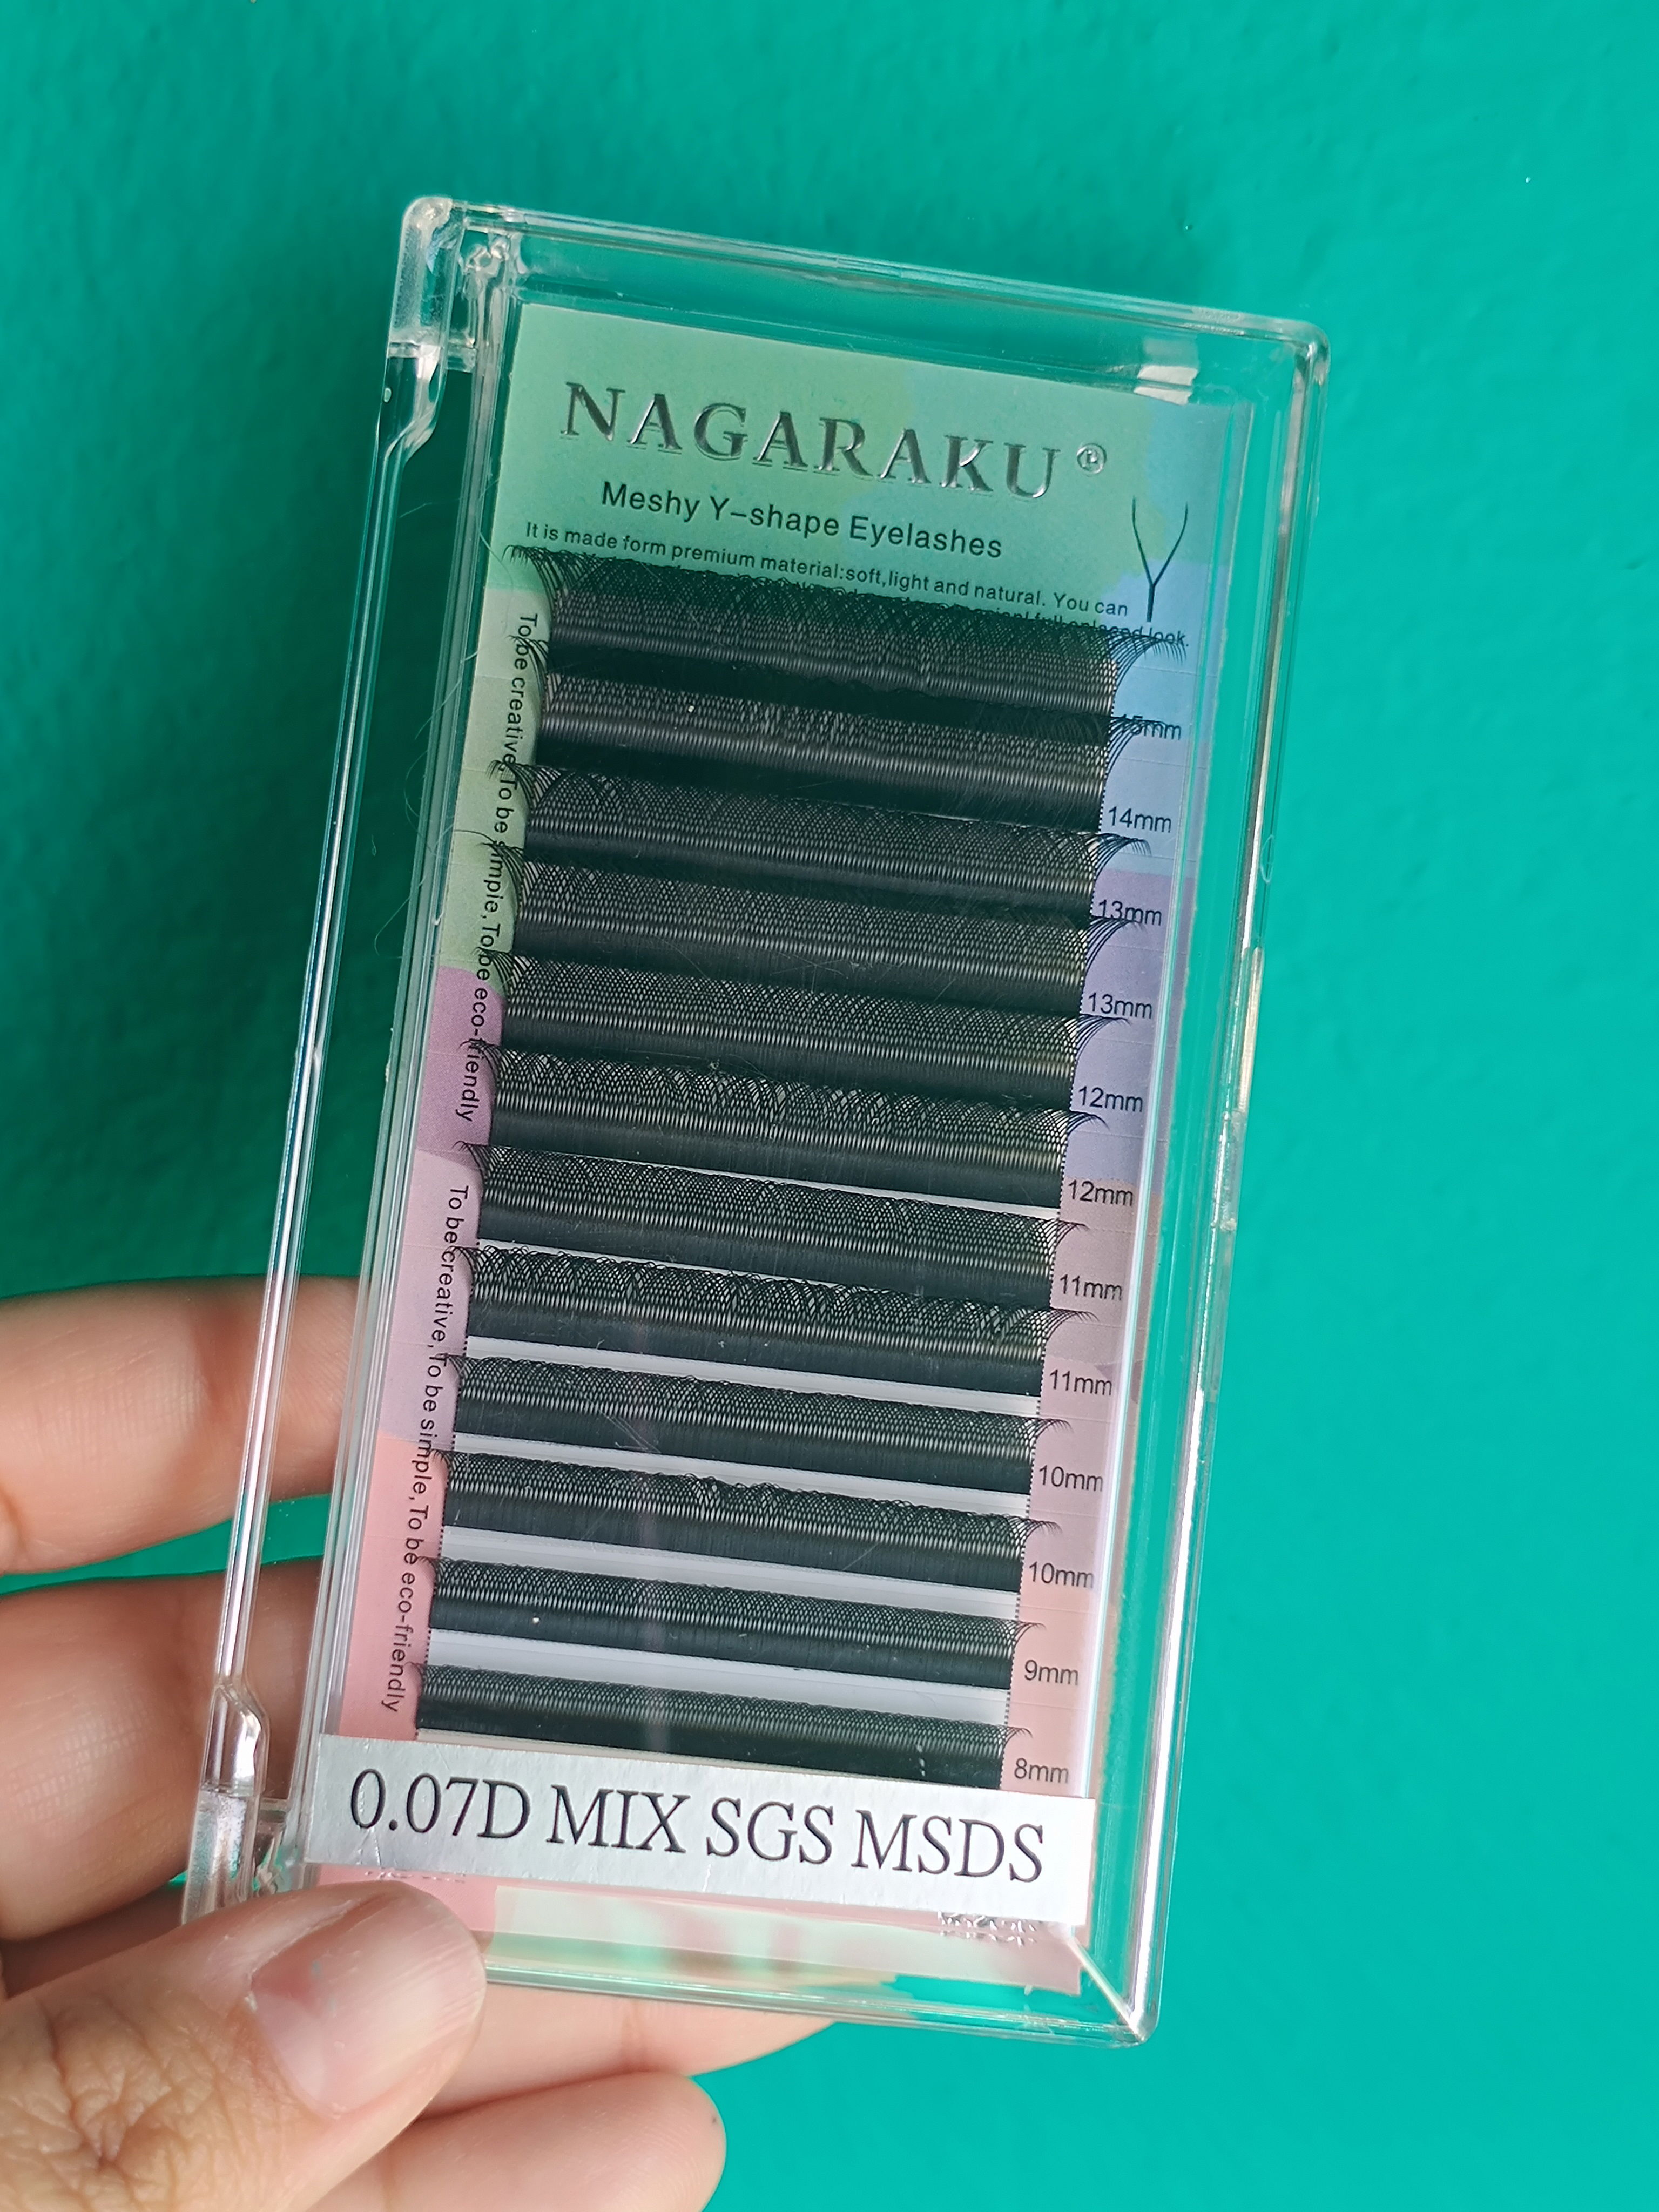 NAGARAKU®
Meshy Y-shape Eyelashes
It is made form premium material:soft,light and natural. You can
full look.
To be creative, To be simple, To be eco-friendly
To be creative, To be simple, To be eco-friendly
15mm
14mm
13mm
13mm
12mm
12mm
11mm
11mm
10mm
10mm
9mm
8mm
0.07D MIX SGS MSDS